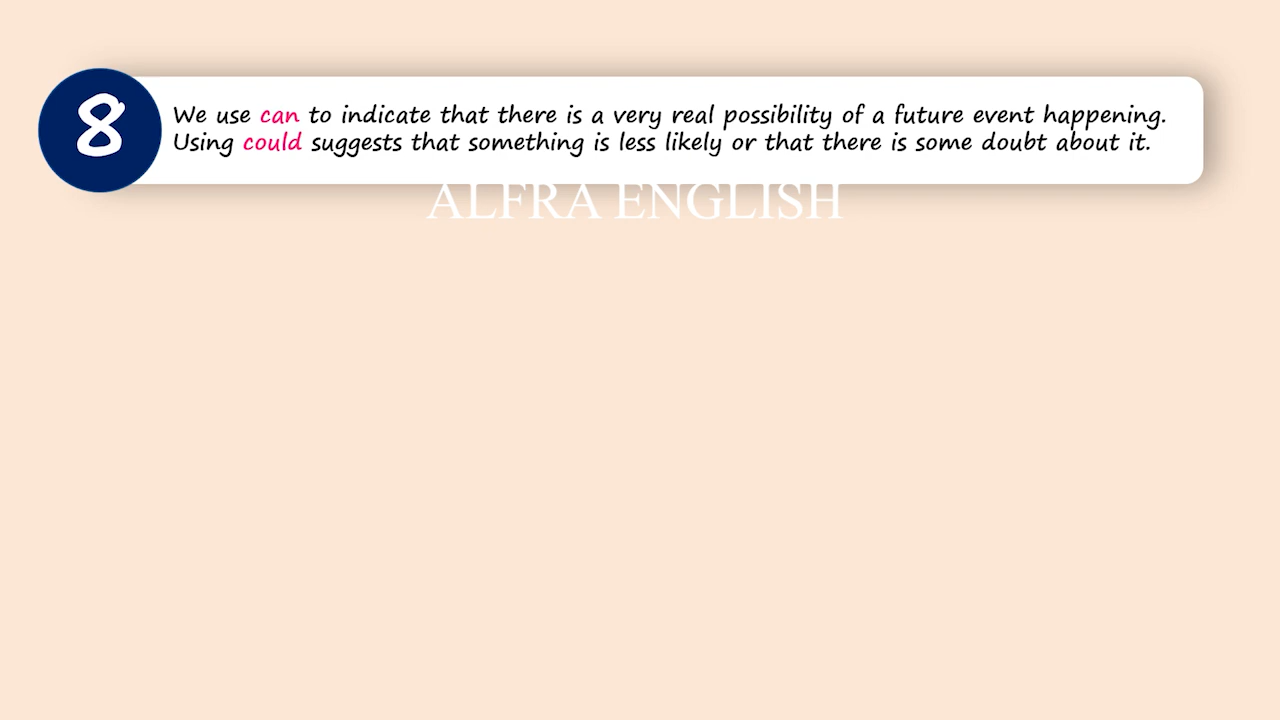 8
We use can to indicate that there is a very real possibility of a future event happening.
Using could suggests that something is less likely or that there is some doubt about it.
ALFRA ENGLISH